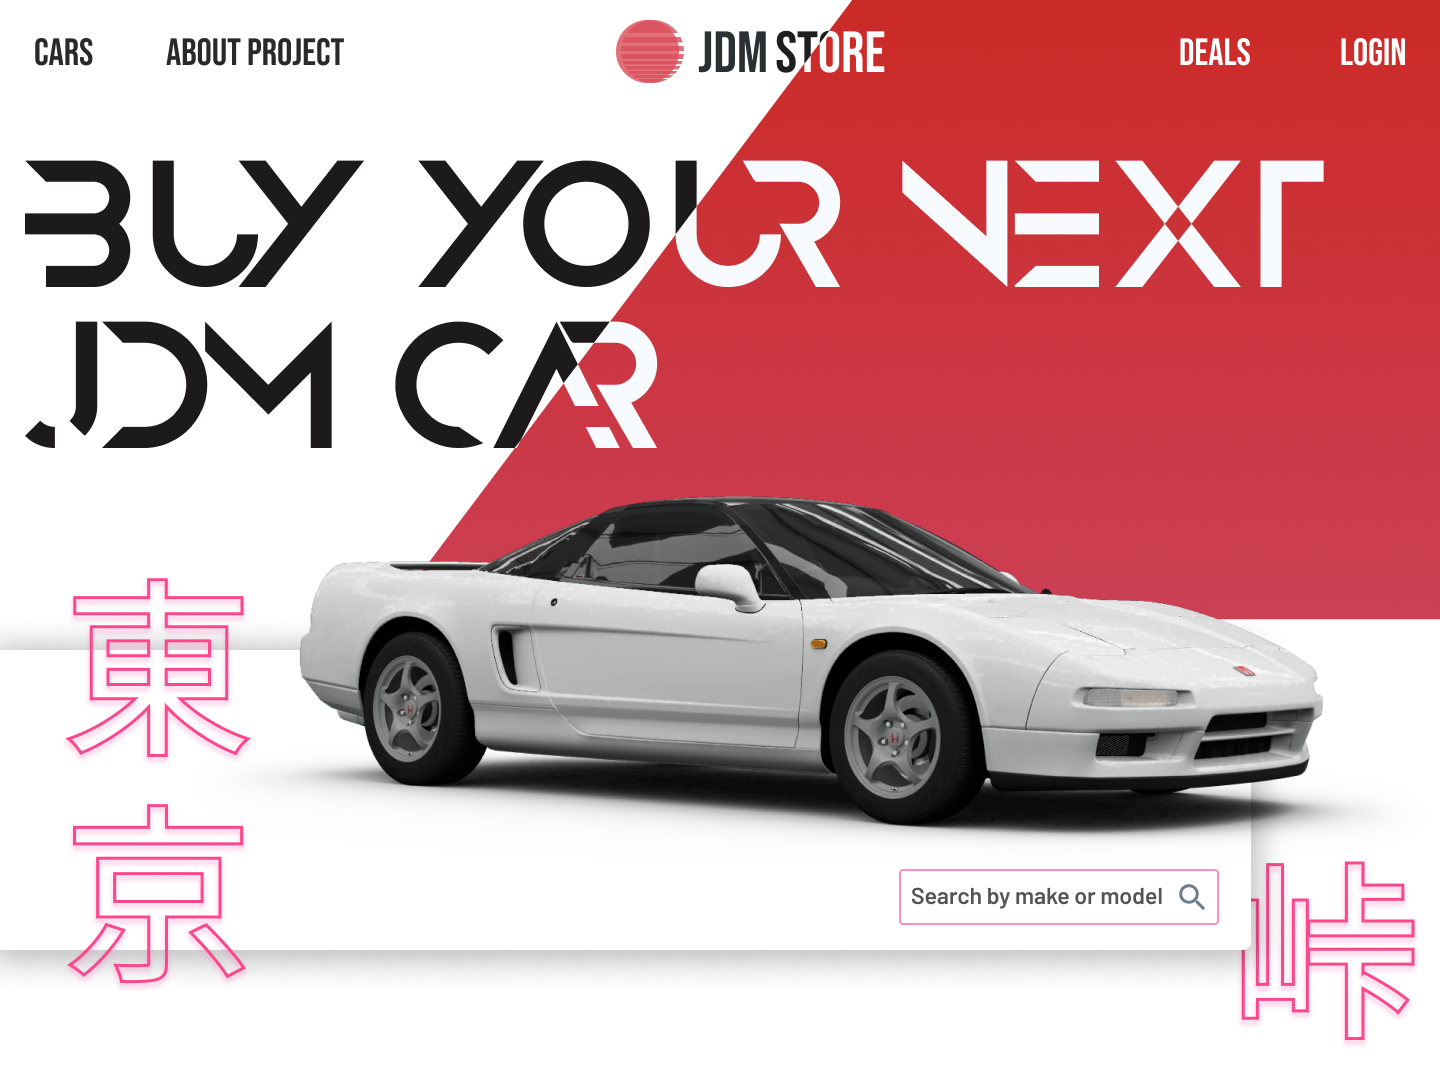 CARS
ABOUT PROJECT
JDM STORE
DEALS
LOGIN
BUY YOUR NEXT
JDM CAR
東
京
Search by make or model
峠